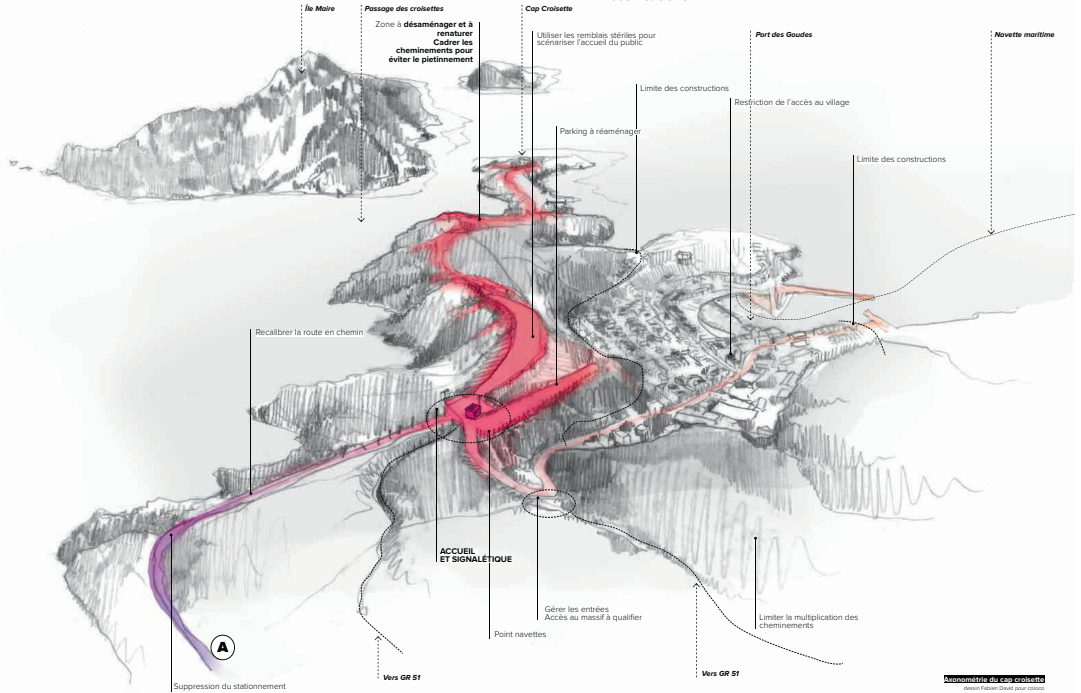 Île Maire
Passage des croisettes
Cap Croisette
Zone à désaménager et à
renaturer
Cadrer les
cheminements pour
éviter le pietinnement
Utiliser les remblais stériles pour
scénariser l'accueil du public
Port des Goudes
Navette maritime
Limite des constructions
Restriction de l'accès au village
Parking à réaménager
Limite des constructions
Recalibrer la route en chemin
ACCUEIL
ET SIGNALÉTIQUE
Gérer les entrées
Accès au massif à qualifier
Point navettes
Limiter la multiplication des
cheminements
A
Vers GR 51
Vers GR 51
Suppression du stationnement
Axonométrie du cap croisette
dessin Fabien David pour coloco